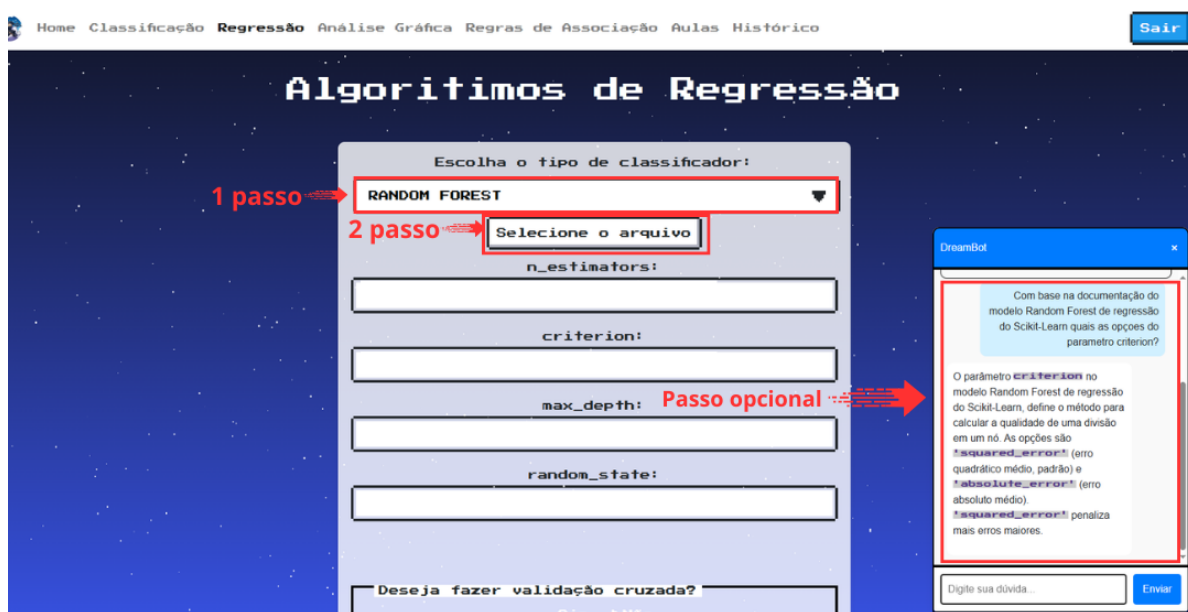 Home Classificação Regressão Análise Gráfica Regras de Associação Aulas Histórico
Sair
Algoritimos de Regressão
Escolha o tipo de classificador:
1 passo
RANDOM FOREST
2 passo
Selecione o arquivo
n_estimators:
criterion:
max_depth:
random_state:
Deseja fazer validação cruzada?
Passo opcional
DreamBot
×
Com base na documentação do
modelo Random Forest de regressão
do Scikit-Learn quais as opçoes do
parametro criterion?
O parâmetro criterion no
modelo Random Forest de regressão
do Scikit-Learn, define o método para
calcular a qualidade de uma divisão
em um nó. As opções são
'squared_error' (erro
quadrático médio, padrão) e
'absolute_error' (erro
absoluto médio).
'squared_error' penaliza
mais erros maiores.
Digite sua dúvida...
Enviar